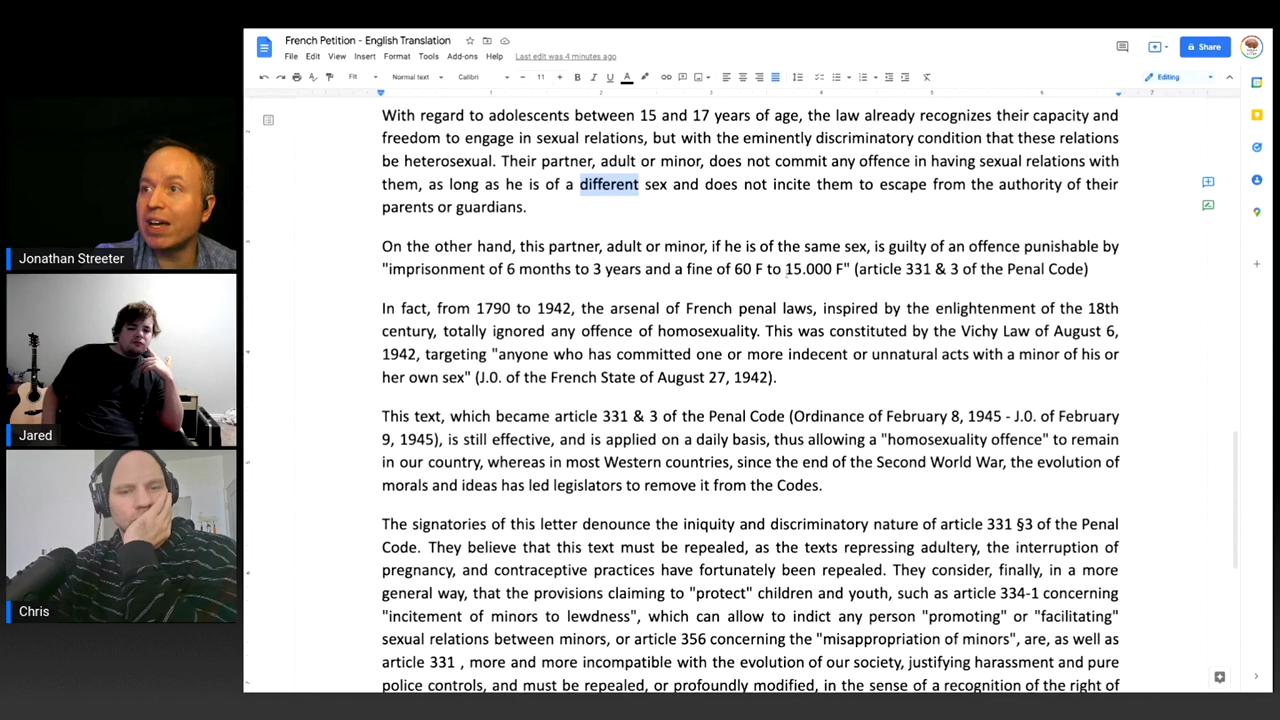 French Petition - English Translation
File Edit View Insert Format Tools Add-ons Help Last edit was 4 minutes ago
Share
Fit Normal text Calibri 11 Editing
With regard to adolescents between 15 and 17 years of age, the law already recognizes their capacity and
freedom to engage in sexual relations, but with the eminently discriminatory condition that these relations
be heterosexual. Their partner, adult or minor, does not commit any offence in having sexual relations with
them, as long as he is of a different sex and does not incite them to escape from the authority of their
parents or guardians.
On the other hand, this partner, adult or minor, if he is of the same sex, is guilty of an offence punishable by
"imprisonment of 6 months to 3 years and a fine of 60 F to 15.000 F" (article 331 & 3 of the Penal Code)
In fact, from 1790 to 1942, the arsenal of French penal laws, inspired by the enlightenment of the 18th
century, totally ignored any offence of homosexuality. This was constituted by the Vichy Law of August 6,
1942, targeting "anyone who has committed one or more indecent or unnatural acts with a minor of his or
her own sex" (J.0. of the French State of August 27, 1942).
This text, which became article 331 & 3 of the Penal Code (Ordinance of February 8, 1945 - J.0. of February
9, 1945), is still effective, and is applied on a daily basis, thus allowing a "homosexuality offence" to remain
in our country, whereas in most Western countries, since the end of the Second World War, the evolution of
morals and ideas has led legislators to remove it from the Codes.
The signatories of this letter denounce the iniquity and discriminatory nature of article 331 §3 of the Penal
Code. They believe that this text must be repealed, as the texts repressing adultery, the interruption of
pregnancy, and contraceptive practices have fortunately been repealed. They consider, finally, in a more
general way, that the provisions claiming to "protect" children and youth, such as article 334-1 concerning
"incitement of minors to lewdness", which can allow to indict any person "promoting" or "facilitating"
sexual relations between minors, or article 356 concerning the "misappropriation of minors", are, as well as
article 331 , more and more incompatible with the evolution of our society, justifying harassment and pure
police controls, and must be repealed, or profoundly modified, in the sense of a recognition of the right of
Jonathan Streeter
Jared
Chris